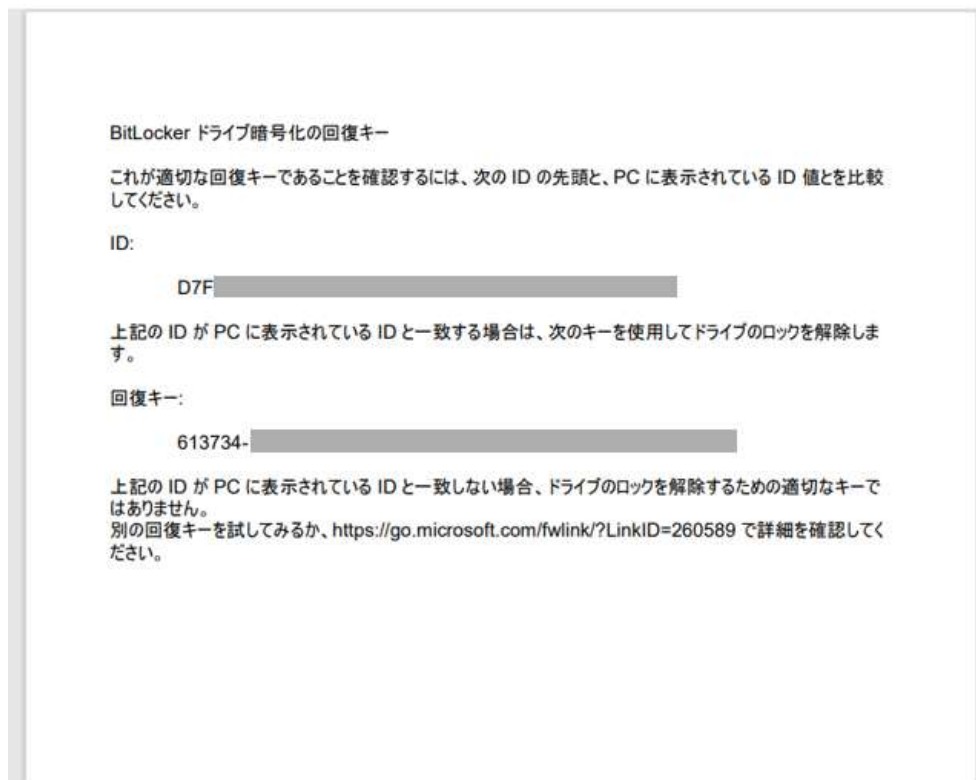 BitLocker ドライブ暗号化の回復キー
これが適切な回復キーであることを確認するには、次の ID の先頭と、PC に表示されている ID 値とを比較
してください。
ID:
D7F
上記の ID が PC に表示されている ID と一致する場合は、次のキーを使用してドライブのロックを解除しま
す。
回復キー:
613734-
上記の ID が PC に表示されている ID と一致しない場合、ドライブのロックを解除するための適切なキーで
はありません。
別の回復キーを試してみるか、https://go.microsoft.com/fwlink/?LinkID=260589 で詳細を確認してく
ださい。